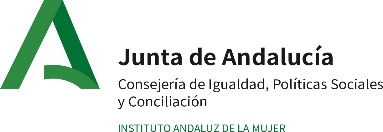 Junta de Andalucía
Consejería de Igualdad, Políticas Sociales
y Conciliación
INSTITUTO ANDALUZ DE LA MUJER